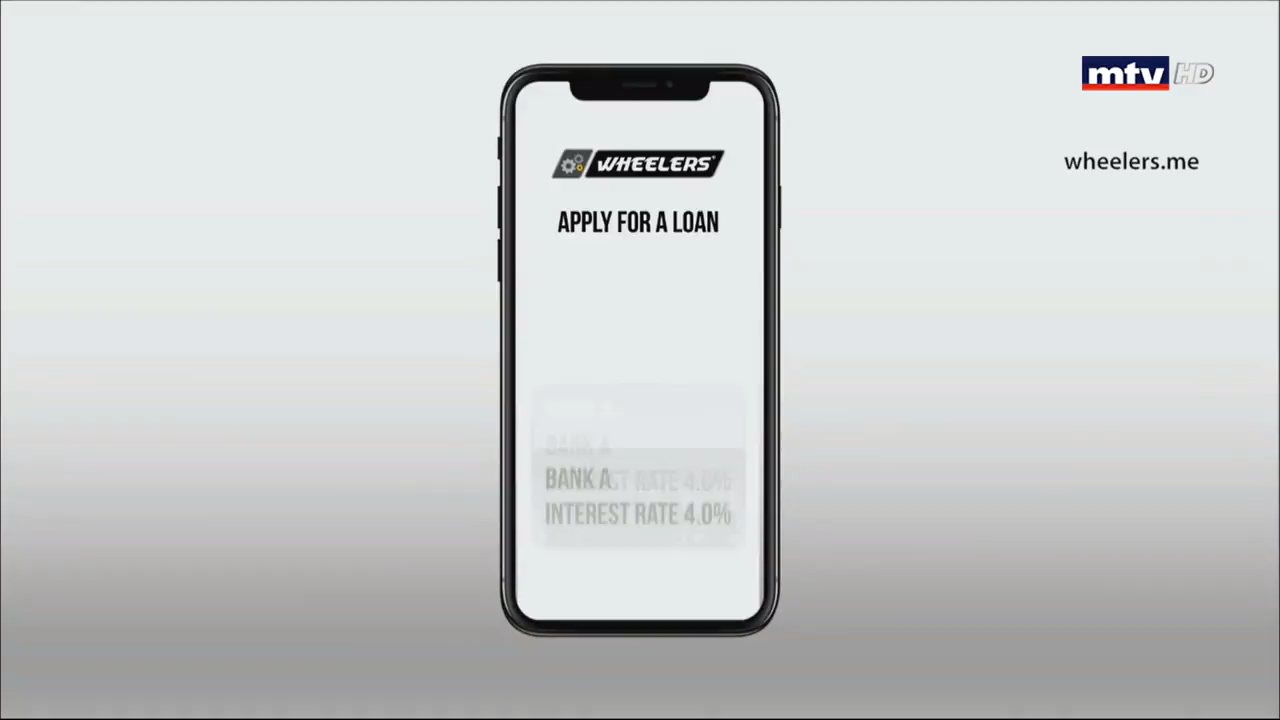 mtv HD
wheelers.me
WHEELERS
APPLY FOR A LOAN
BANK A
INTEREST RATE 4.0%